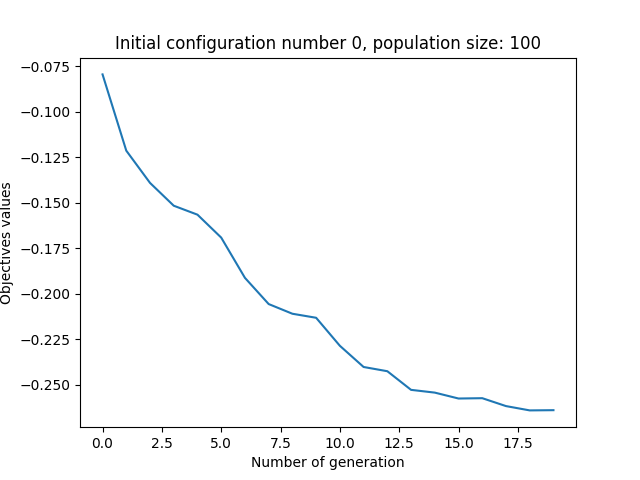 Initial configuration number 0, population size: 100
Objectives values
−0.075
−0.100
−0.125
−0.150
−0.175
−0.200
−0.225
−0.250
0.0 2.5 5.0 7.5 10.0 12.5 15.0 17.5
Number of generation